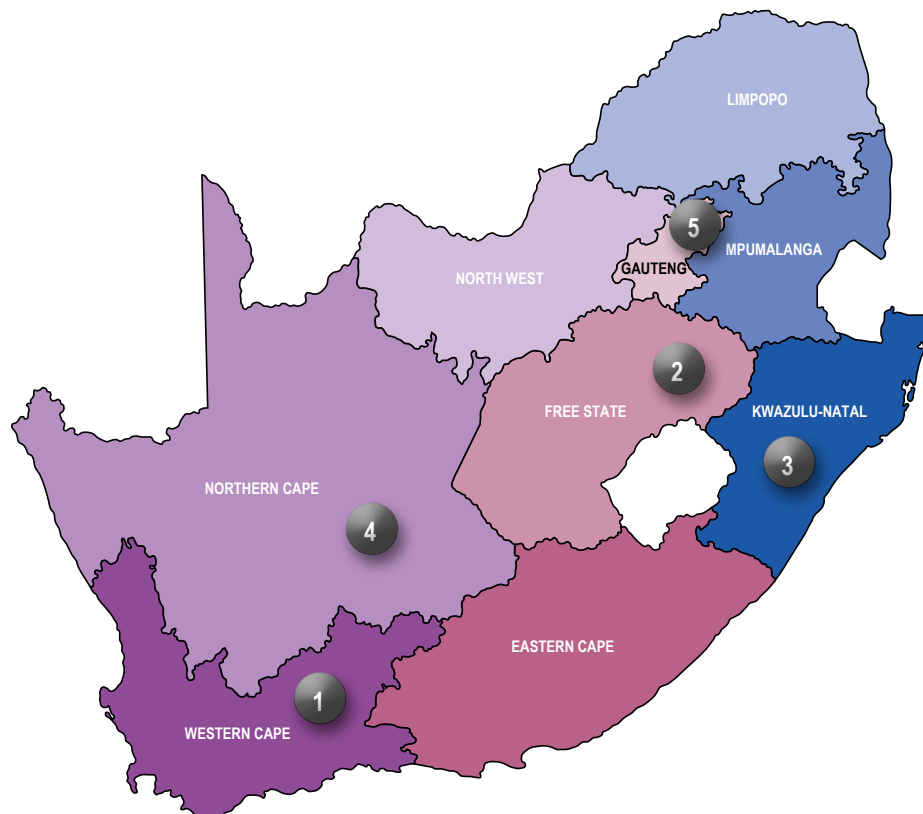 LIMPOPO
5
MPUMALANGA
GAUTENG
NORTH WEST
2
FREE STATE
KWAZULU-NATAL
3
NORTHERN CAPE
4
EASTERN CAPE
1
WESTERN CAPE